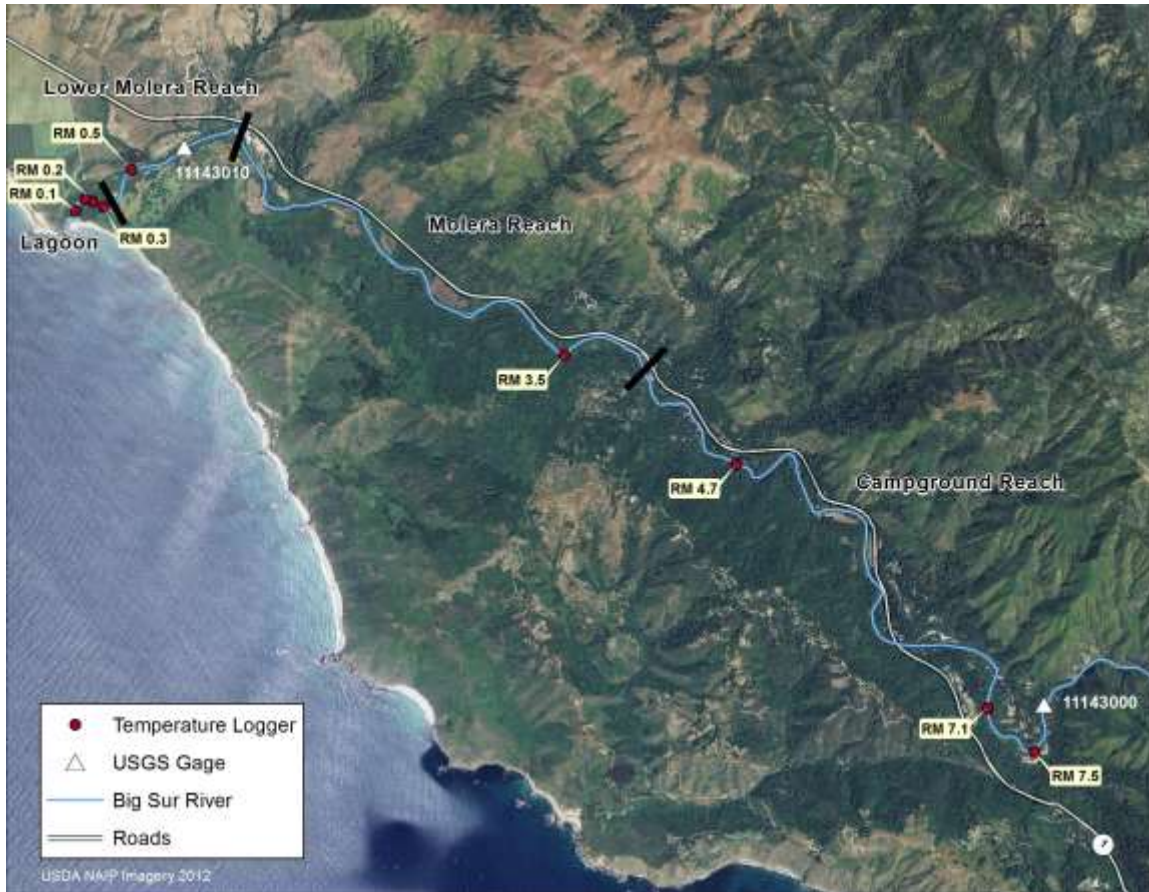 Lower Molera Reach
RM 0.5
11143010
RM 0.2
RM 0.1
RM 0.3
Lagoon
Molera Reach
RM 3.5
RM 4.7
Campground Reach
11143000
RM 7.1
RM 7.5
Temperature Logger
USGS Gage
Big Sur River
Roads
USDA NAIP Imagery 2012